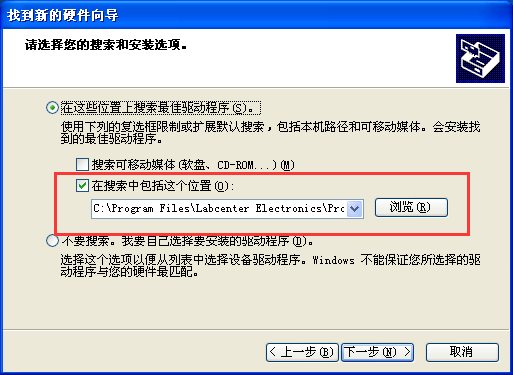 找到新的硬件向导
请选择您的搜索和安装选项。
在这些位置上搜索最佳驱动程序(S)。
使用下列的复选框限制或扩展默认搜索，包括本机路径和可移动媒体。会安装找
到的最佳驱动程序。
搜索可移动媒体(软盘、CD-ROM...)(M)
在搜索中包括这个位置(O):
C:\Program Files\Labcenter Electronics\Pro
浏览(R)
不要搜索。我要自己选择要安装的驱动程序(D)。
选择这个选项以便从列表中选择设备驱动程序。Windows 不能保证您所选择的驱
动程序与您的硬件最匹配。
< 上一步(B) 下一步(N) > 取消